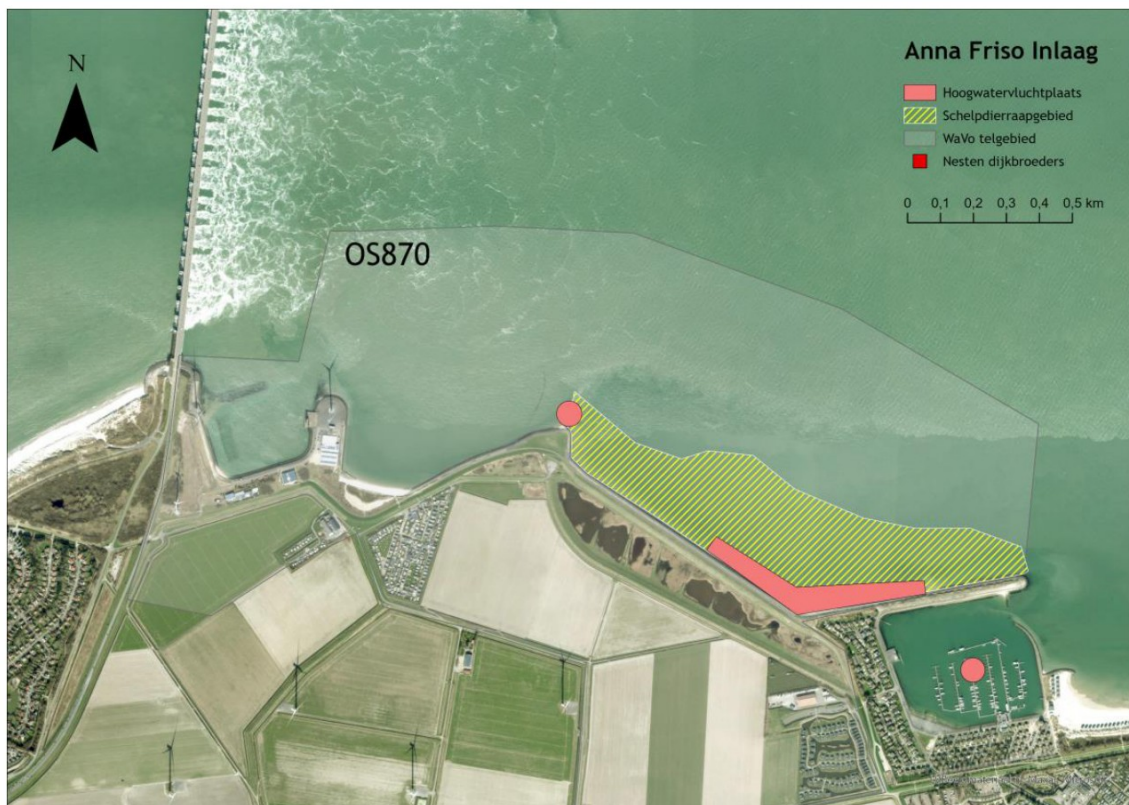 N
Anna Friso Inlaag
Hoogwatervluchtplaats
Schelpdierraapgebied
WaVo telgebied
Nesten dijkbroeders
0 0,1 0,2 0,3 0,4 0,5 km
OS870